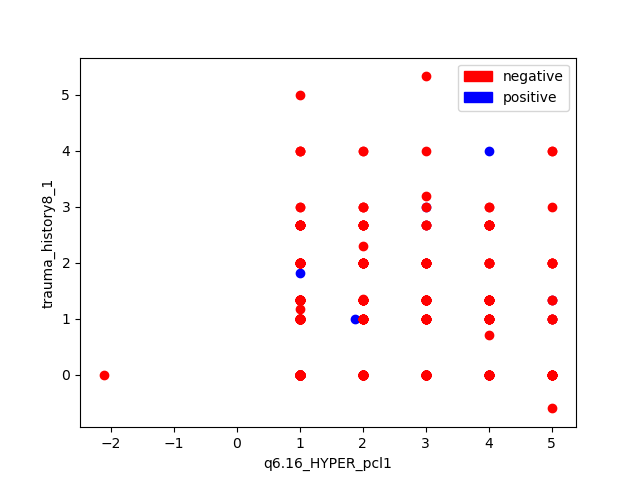 negative
positive
5
4
3
2
1
0
trauma_history8_1
−2 −1 0 1 2 3 4 5
q6.16_HYPER_pcl1